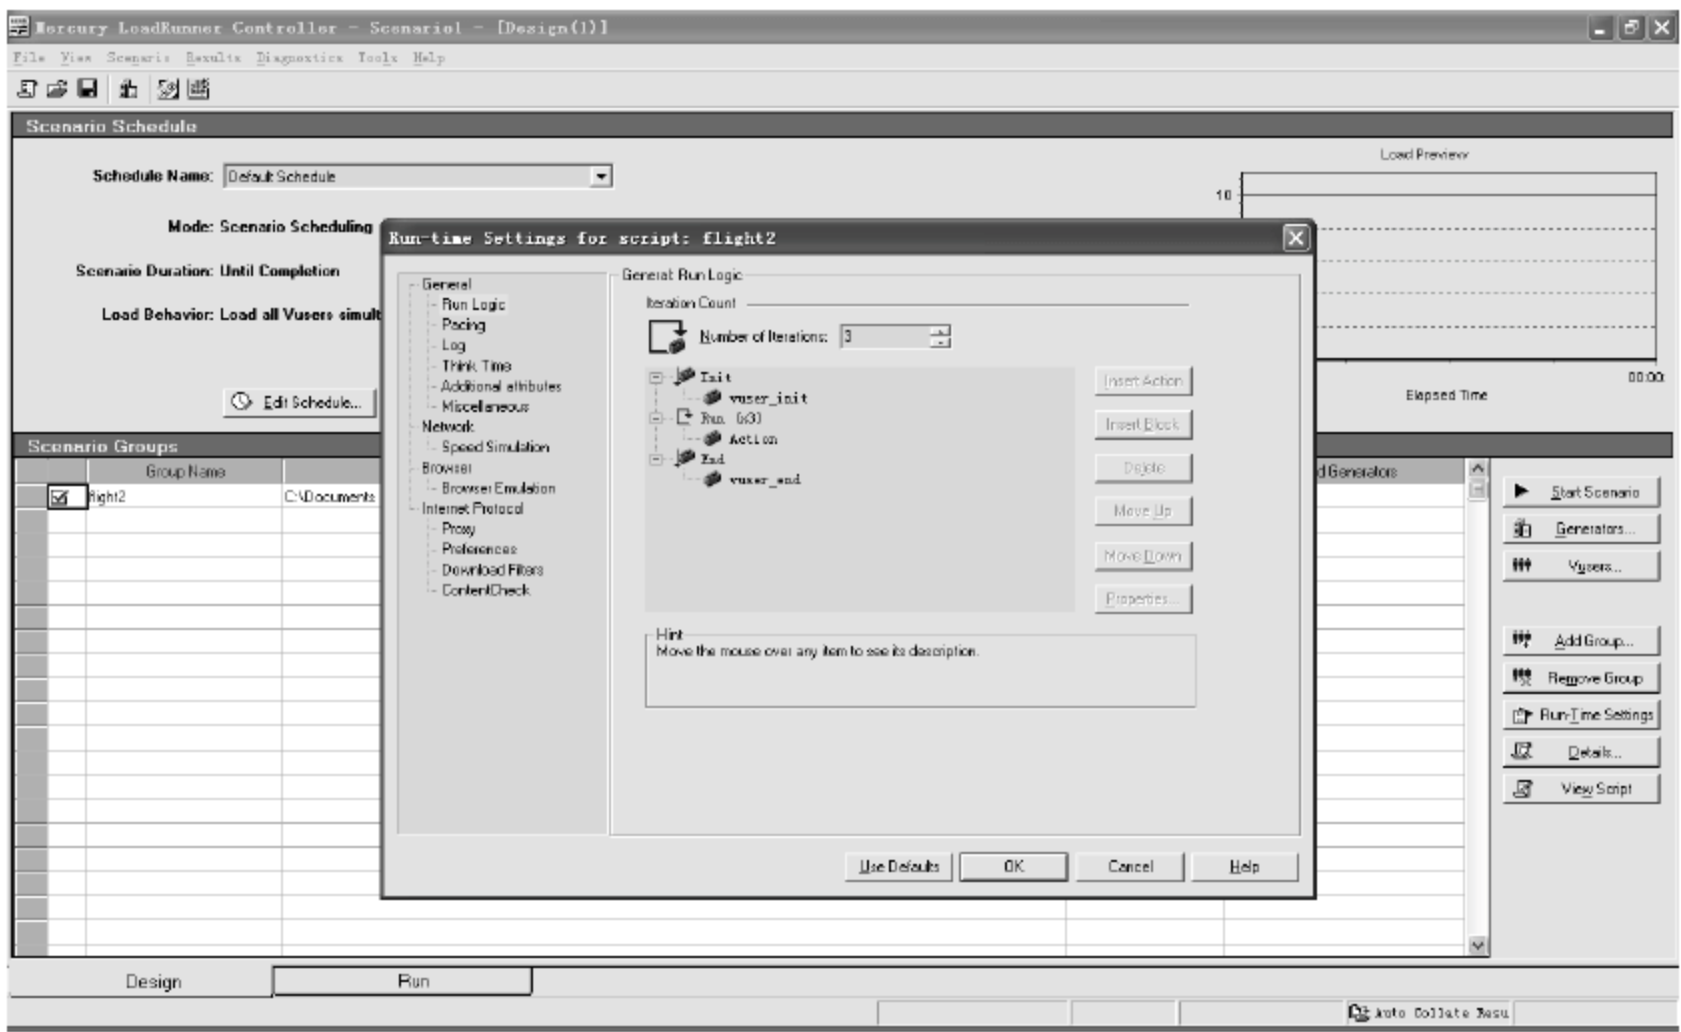 Mercury LoadRunner Controller - Scenario1 - [Design(1)]
File View Scenario Results Diagnostics Tools Help
Scenario Schedule
Load Preview
Schedule Name: Default Schedule
10
Mode: Scenario Scheduling
Run-time Settings for script: flight2
Scenario Duration: Until Completion
Load Behavior: Load all Vusers simult
Edit Schedule...
00:00:
Elapsed Time
General
Run Logic
Pacing
Log
Think Time
Additional attributes
Miscellaneous
Network
Speed Simulation
Browser
Browser Emulation
Internet Protocol
Proxy
Preferences
Download Filters
ContentCheck
General: Run Logic
Iteration Count
Number of Iterations: 3
Init
vuser_init
Run (x3)
Action
End
vuser_end
Insert Action
Insert Block
Delete
Move Up
Move Down
Properties...
Hint
Move the mouse over any item to see its description.
Use Defaults OK Cancel Help
Scenario Groups
Group Name
d Generators
flight2 C:\Documents
Start Scenario
Generators...
Vusers...
Add Group...
Remove Group
Run-Time Settings
Details...
View Script
Design Run
Auto Collate Resu